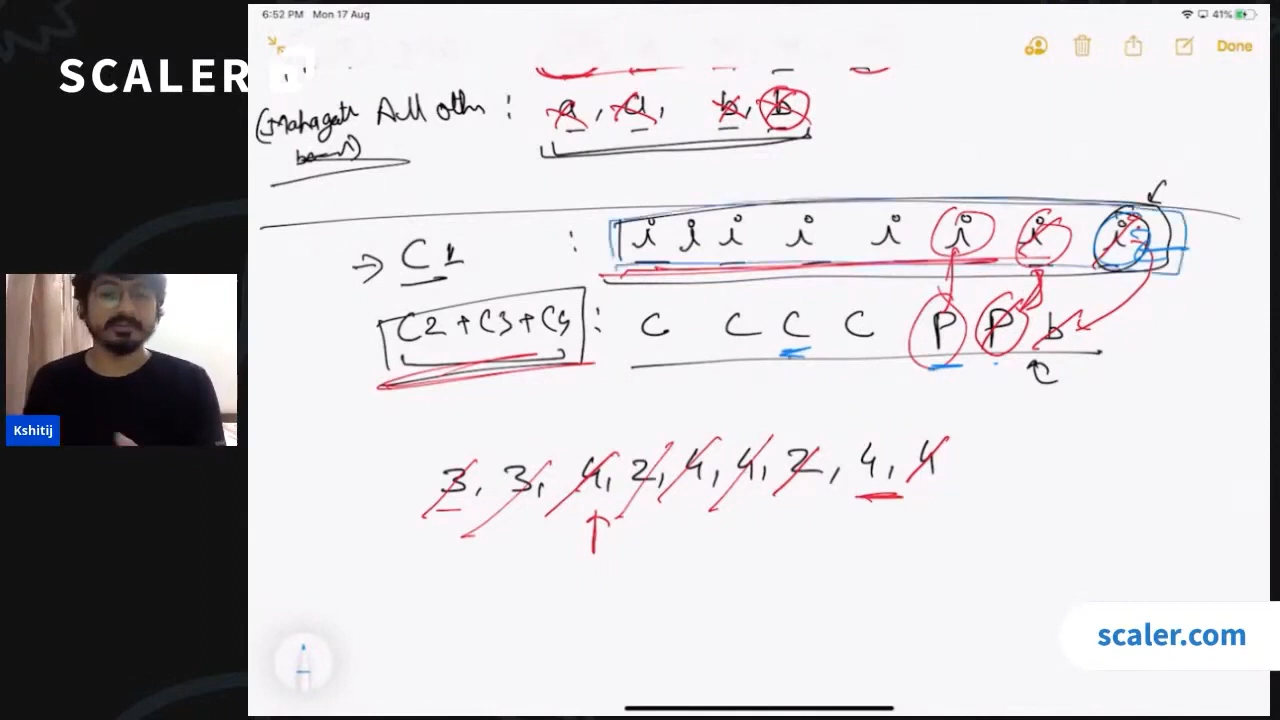 6:52 PM Mon 17 Aug 41%
Done
SCALER
(Mahagath All othr : a, a, b, b
→ C1 : i i i i i i i i
C2 + C3 + C4 : C C C C P P b
Kshitij
3, 3, 4, 2, 4, 4, 2, 4, 4
scaler.com